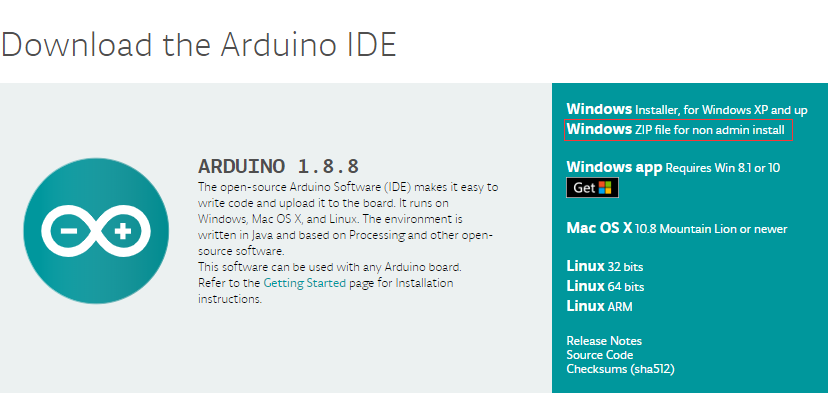 Download the Arduino IDE
ARDUINO 1.8.8
The open-source Arduino Software (IDE) makes it easy to
write code and upload it to the board. It runs on
Windows, Mac OS X, and Linux. The environment is
written in Java and based on Processing and other open-
source software.
This software can be used with any Arduino board.
Refer to the Getting Started page for Installation
instructions.
Windows Installer, for Windows XP and up
Windows ZIP file for non admin install
Windows app Requires Win 8.1 or 10
Get
Mac OS X 10.8 Mountain Lion or newer
Linux 32 bits
Linux 64 bits
Linux ARM
Release Notes
Source Code
Checksums (sha512)